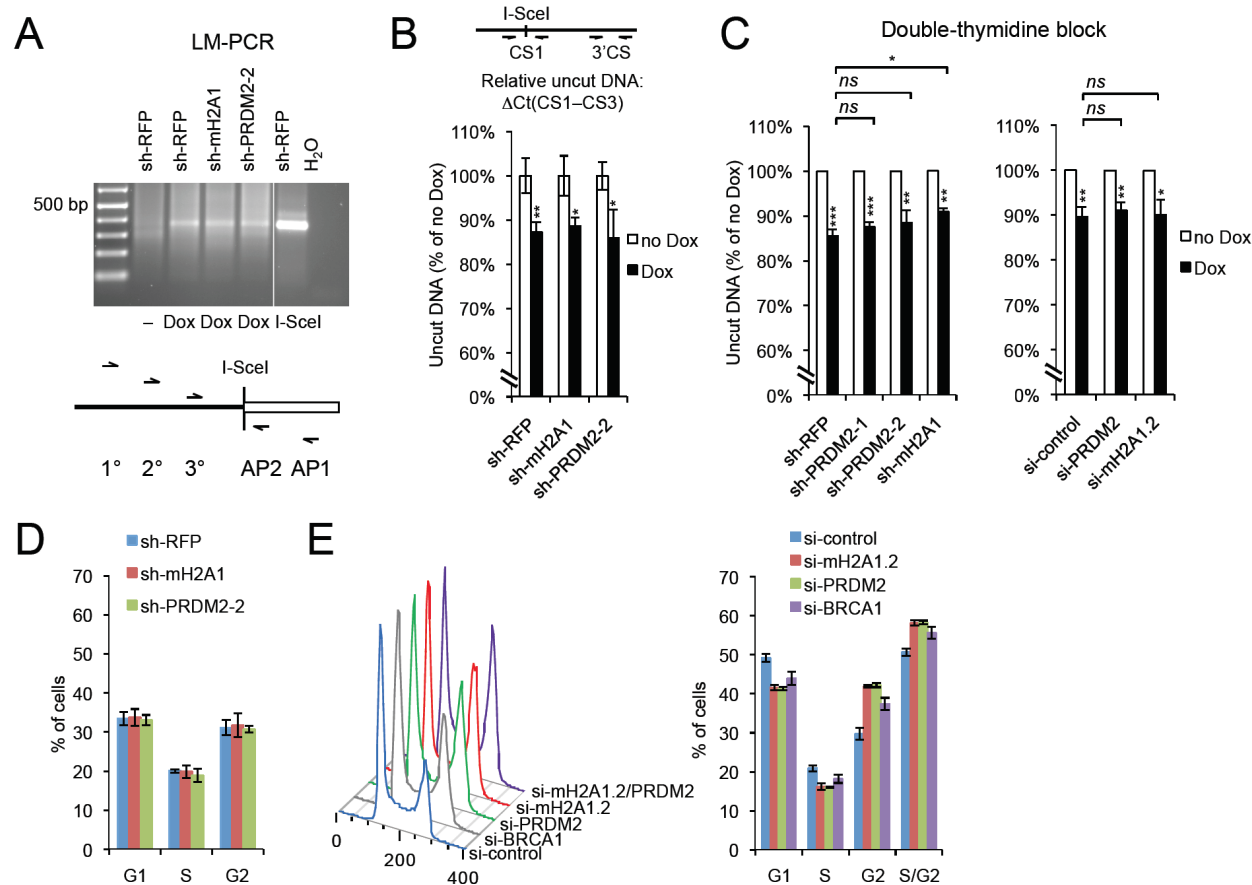 A
LM-PCR
sh-RFP
sh-RFP
sh-mH2A1
sh-PRDM2-2
sh-RFP
H2O
500 bp
– Dox Dox Dox I-SceI
I-SceI
1° 2° 3° AP2 AP1
B
I-SceI
CS1 3'CS
Relative uncut DNA:
ΔCt(CS1–CS3)
Uncut DNA (% of no Dox)
110%
100%
90%
80%
70%
60%
0%
** * *
no Dox
Dox
sh-RFP
sh-mH2A1
sh-PRDM2-2
C
Double-thymidine block
*
ns
ns
Uncut DNA (% of no Dox)
110%
100%
90%
80%
70%
60%
0%
*** *** ** **
sh-RFP
sh-PRDM2-1
sh-PRDM2-2
sh-mH2A1
ns
ns
110%
100%
90%
80%
70%
60%
0%
** ** *
no Dox
Dox
si-control
si-PRDM2
si-mH2A1.2
D
sh-RFP
sh-mH2A1
sh-PRDM2-2
% of cells
70
60
50
40
30
20
10
0
G1 S G2
E
si-mH2A1.2/PRDM2
si-mH2A1.2
si-PRDM2
si-BRCA1
si-control
0
200
400
si-control
si-mH2A1.2
si-PRDM2
si-BRCA1
% of cells
70
60
50
40
30
20
10
0
G1 S G2 S/G2